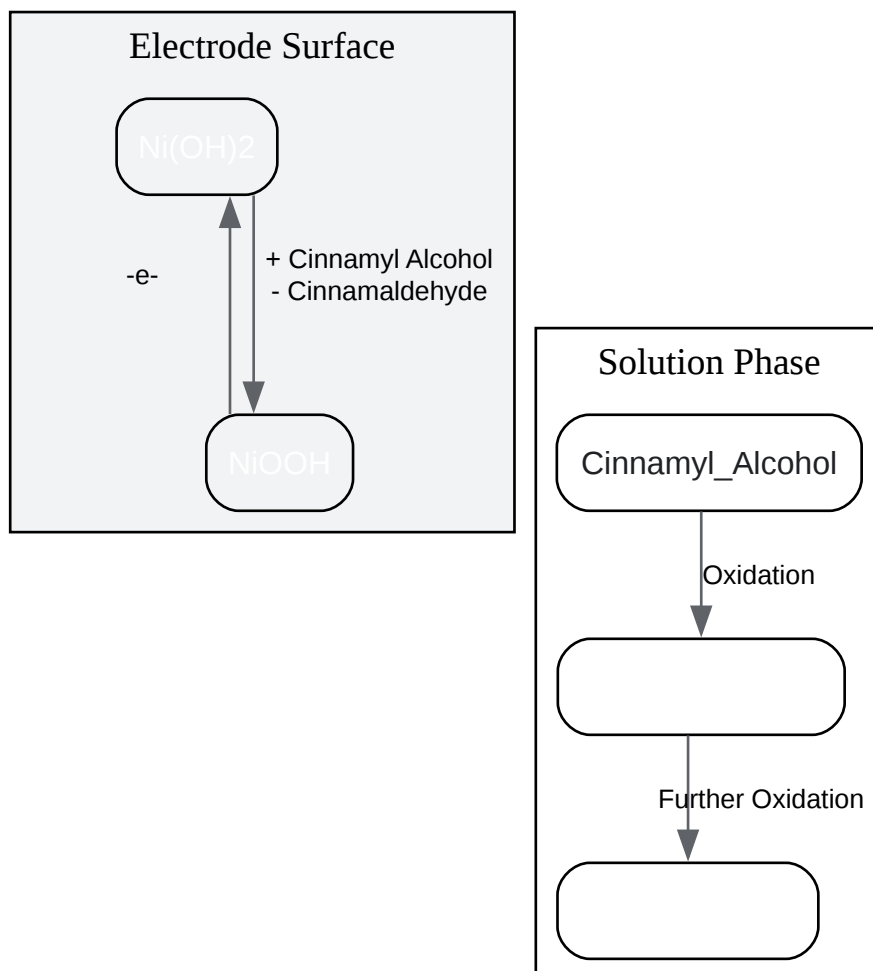 Electrode Surface
Ni(OH)2
-e-
+ Cinnamyl Alcohol
- Cinnamaldehyde
NiOOH
Solution Phase
Cinnamyl_Alcohol
Oxidation
Further Oxidation